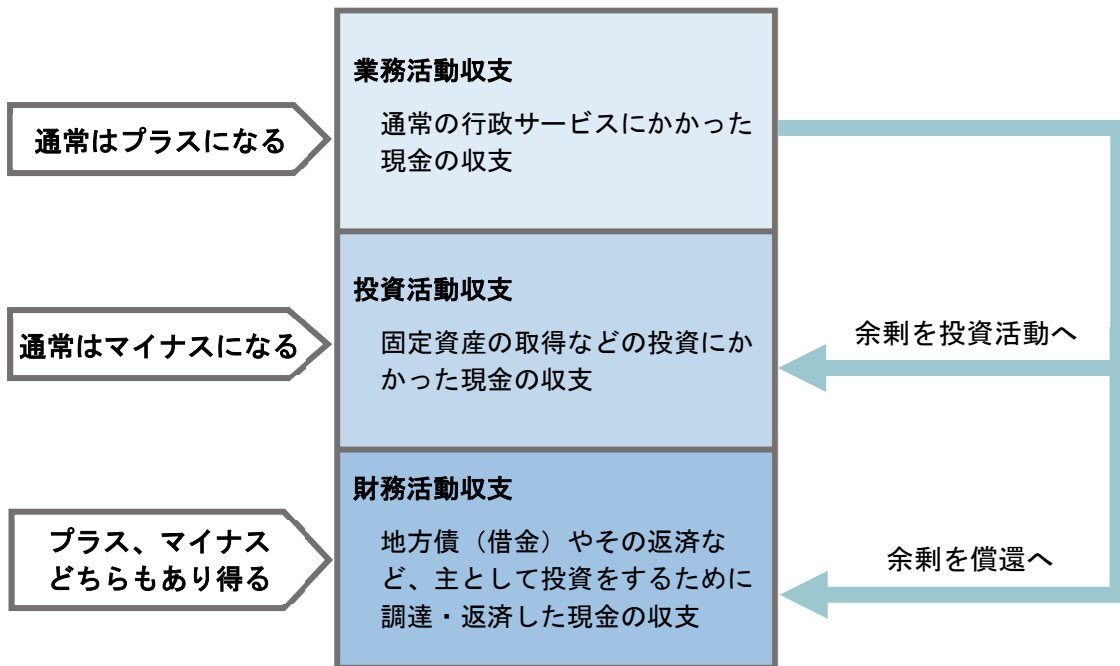 業務活動収支
通常の行政サービスにかかった
現金の収支
通常はプラスになる
投資活動収支
固定資産の取得などの投資にか
かった現金の収支
通常はマイナスになる
余剰を投資活動へ
財務活動収支
地方債（借金）やその返済な
ど、主として投資をするために
調達・返済した現金の収支
プラス、マイナス
どちらもあり得る
余剰を償還へ